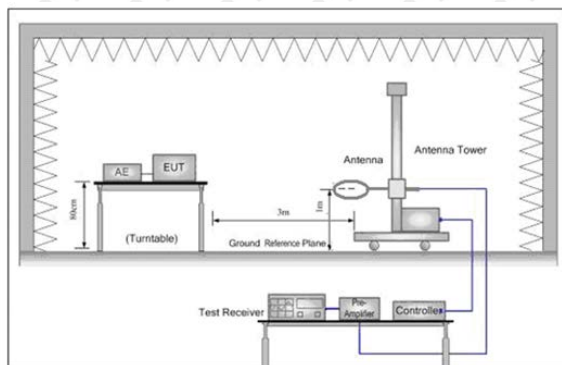 Antenna
Antenna Tower
AE
EUT
80cm
(Turntable)
3m
1m
Ground Reference Plane
Test Receiver
Pre-
Amplifier
Controller